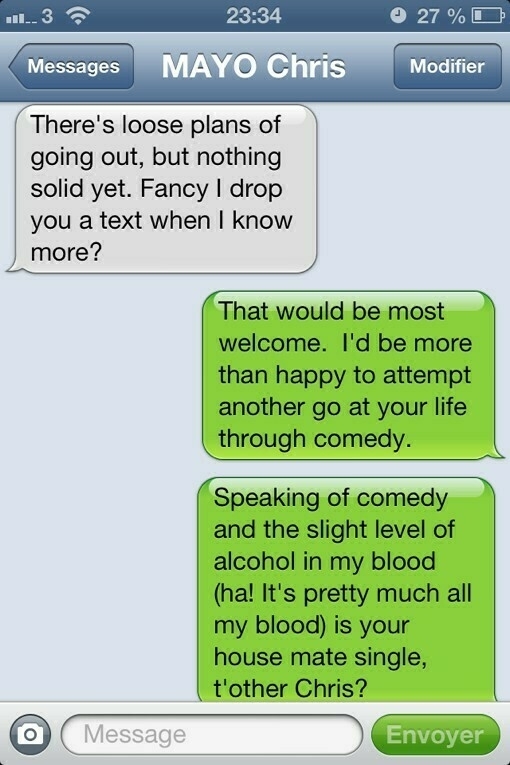 3 23:34 27 %
Messages MAYO Chris Modifier
There's loose plans of
going out, but nothing
solid yet. Fancy I drop
you a text when I know
more?
That would be most
welcome. I'd be more
than happy to attempt
another go at your life
through comedy.
Speaking of comedy
and the slight level of
alcohol in my blood
(ha! It's pretty much all
my blood) is your
house mate single,
t'other Chris?
Message Envoyer